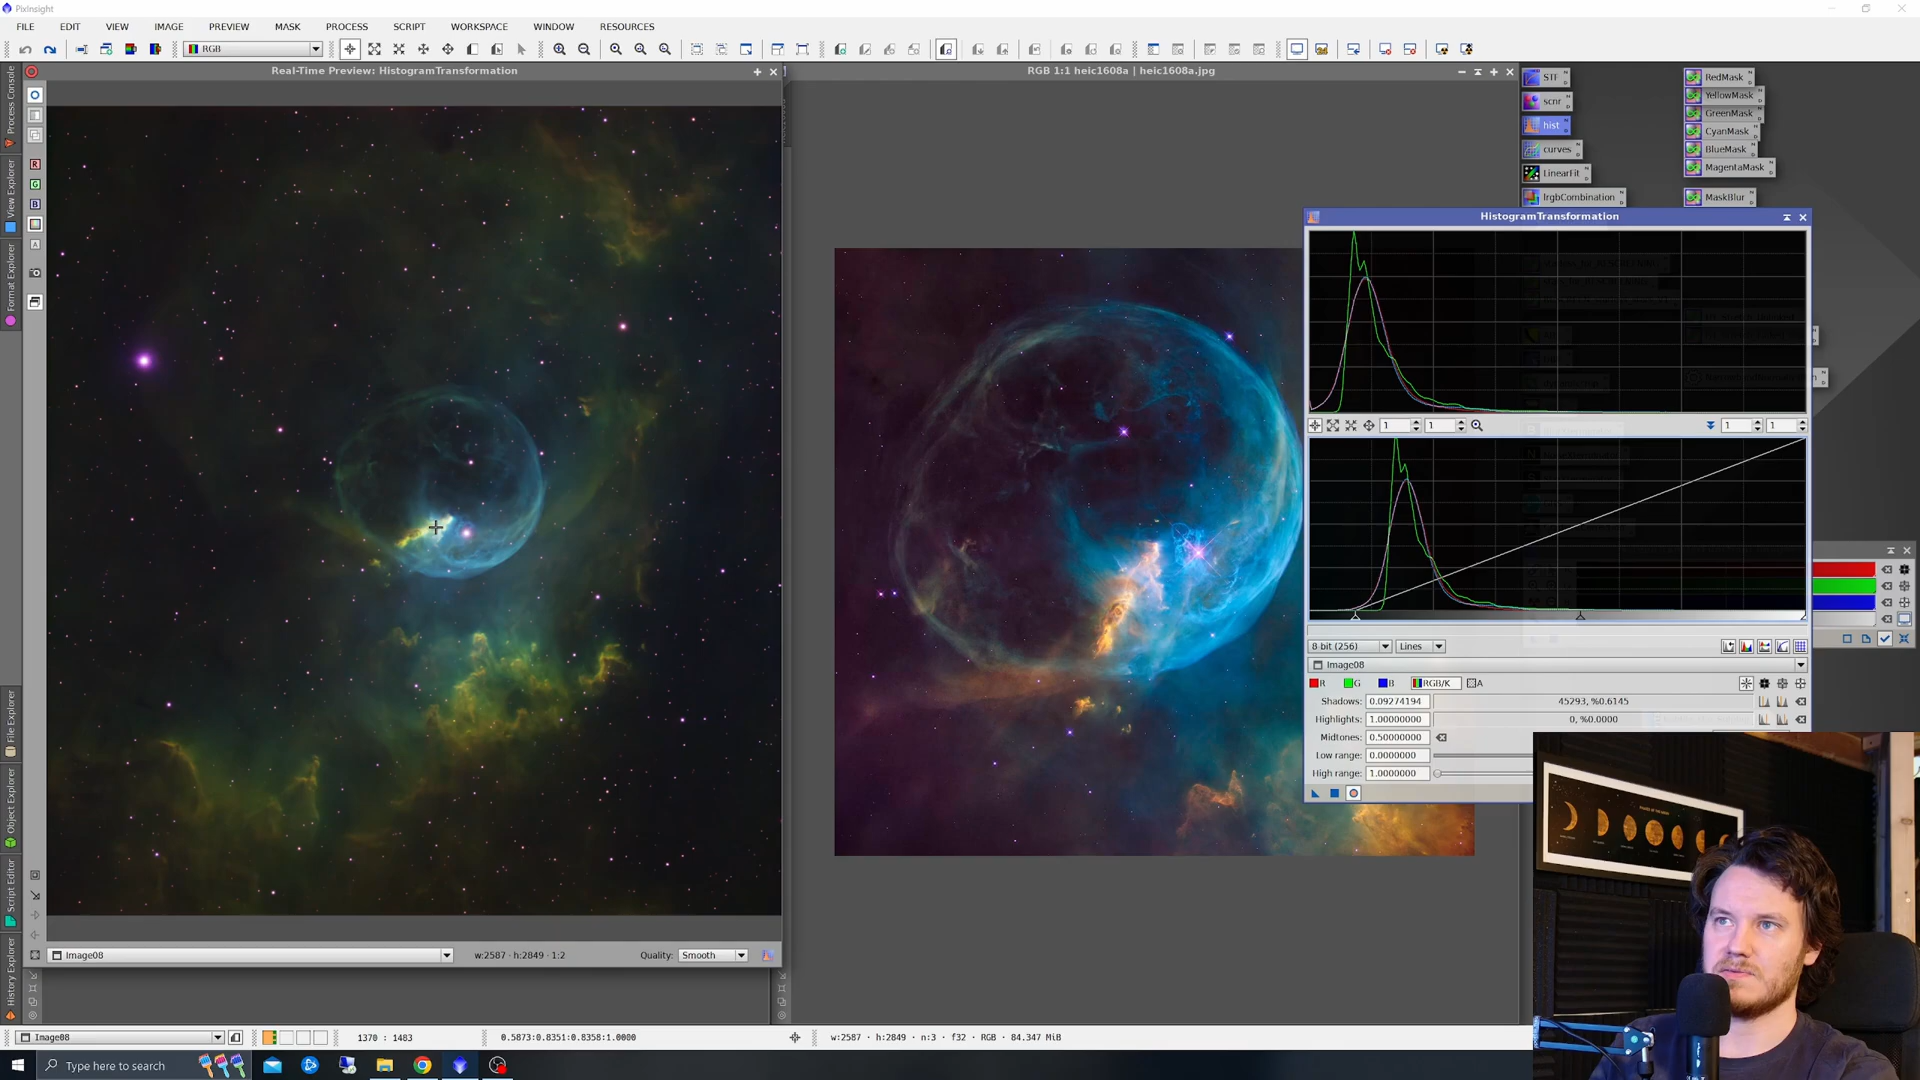 PixInsight
FILE EDIT VIEW IMAGE PREVIEW MASK PROCESS SCRIPT WORKSPACE WINDOW RESOURCES
RGB
Real-Time Preview: HistogramTransformation
RGB 1:1 heic1608a | heic1608a.jpg
Process Console
View Explorer
Format Explorer
File Explorer
Object Explorer
Script Editor
History Explorer
R
G
B
A
STF
scnr
hist
curves
LinearFit
lrgbCombination
RedMask
YellowMask
GreenMask
CyanMask
BlueMask
MagentaMask
MaskBlur
HistogramTransformation
1 1 1 1
8-bit (256) Lines
Image08
R G B RGB/K A
Shadows: 0.09274194 45293, %0.6145
Highlights: 1.00000000 0, %0.0000
Midtones: 0.50000000
Low range: 0.0000000
High range: 1.0000000
Image08 w:2587 · h:2849 · 1:2 Quality: Smooth
Image08 1370 : 1483 0.5873:0.8351:0.8358:1.0000 w:2587 · h:2849 · n:3 · f32 · RGB · 84.347 MiB
Type here to search